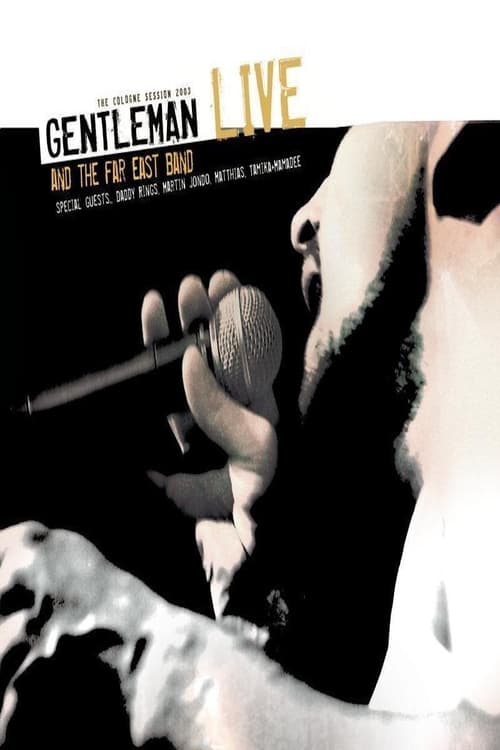 THE COLOGNE SESSION 2003
GENTLEMAN LIVE
AND THE FAR EAST BAND
SPECIAL GUESTS.. DADDY RINGS, MARTIN JONDO, MATTHIAS, TAMIKA+MAMADEE